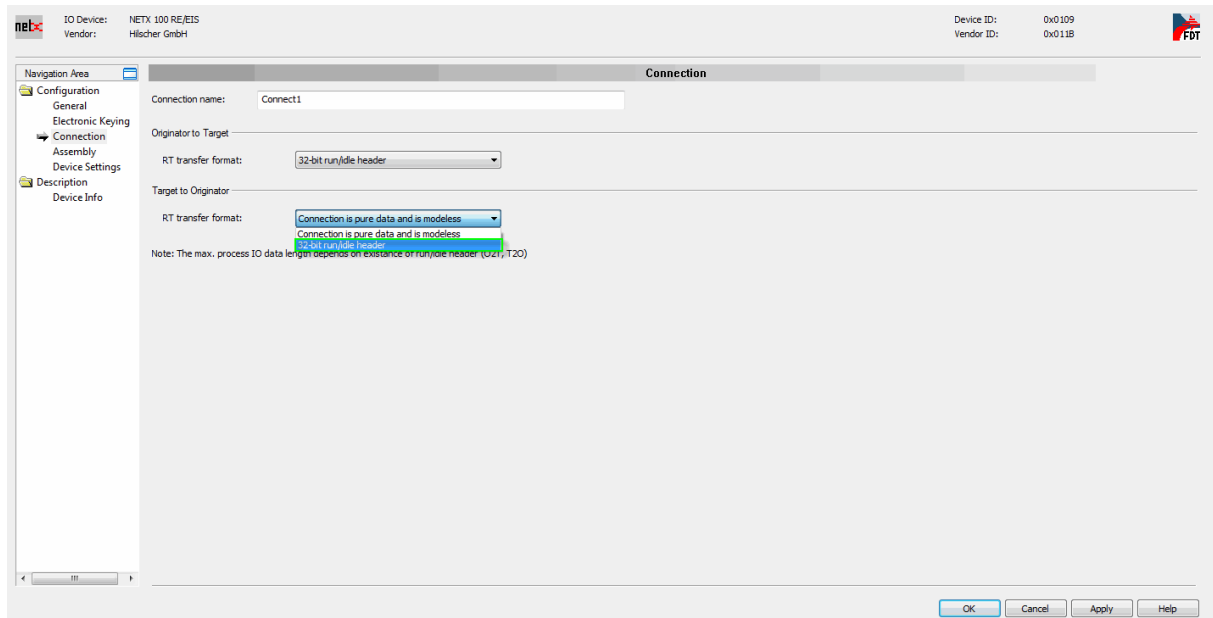 netx IO Device: NETX 100 RE/EIS Device ID: 0x0109
Vendor: Hilscher GmbH Vendor ID: 0x011B
FDT
Navigation Area
Configuration
General
Electronic Keying
Connection
Assembly
Device Settings
Description
Device Info
Connection
Connection name: Connect1
Originator to Target
RT transfer format: 32-bit run/idle header
Target to Originator
RT transfer format: Connection is pure data and is modeless
Connection is pure data and is modeless
32-bit run/idle header
Note: The max. process IO data length depends on existance of run/idle header (O2T, T2O)
OK Cancel Apply Help